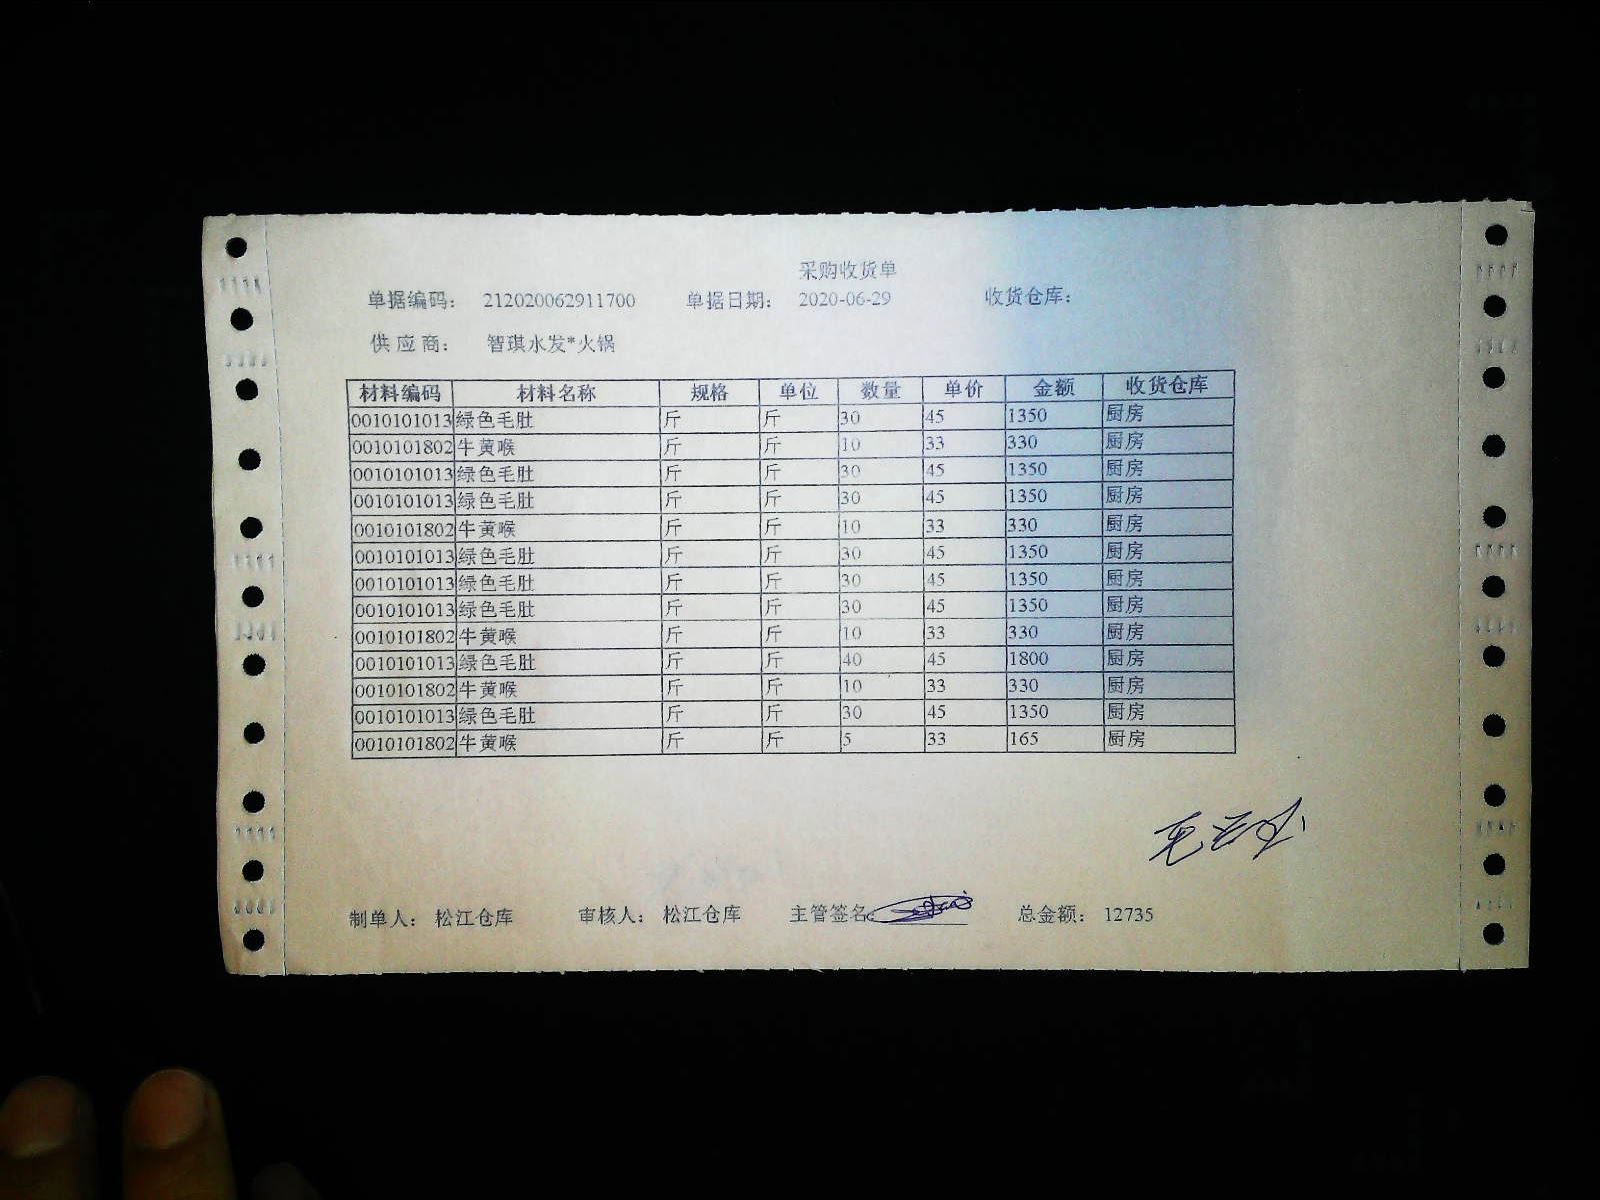 采购收货单
单据编码： 212020062911700 单据日期： 2020-06-29 收货仓库：
供 应 商： 智琪水发*火锅
材料编码 材料名称 规格 单位 数量 单价 金额 收货仓库
0010101013 绿色毛肚 斤 斤 30 45 1350 厨房
0010101802 牛黄喉 斤 斤 10 33 330 厨房
0010101013 绿色毛肚 斤 斤 30 45 1350 厨房
0010101013 绿色毛肚 斤 斤 30 45 1350 厨房
0010101802 牛黄喉 斤 斤 10 33 330 厨房
0010101013 绿色毛肚 斤 斤 30 45 1350 厨房
0010101013 绿色毛肚 斤 斤 30 45 1350 厨房
0010101013 绿色毛肚 斤 斤 30 45 1350 厨房
0010101802 牛黄喉 斤 斤 10 33 330 厨房
0010101013 绿色毛肚 斤 斤 40 45 1800 厨房
0010101802 牛黄喉 斤 斤 10 33 330 厨房
0010101013 绿色毛肚 斤 斤 30 45 1350 厨房
0010101802 牛黄喉 斤 斤 5 33 165 厨房
制单人： 松江仓库 审核人： 松江仓库 主管签名： 总金额： 12735